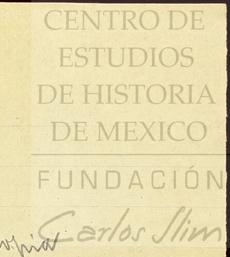 CENTRO DE
ESTUDIOS
DE HISTORIA
DE MEXICO
FUNDACIÓN
Carlos Slim